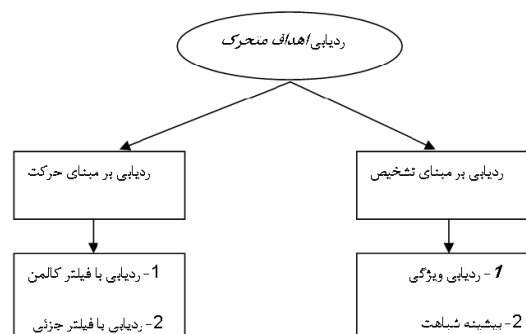 ردیابی اهداف متحرک
ردیابی بر مبنای تشخیص
ردیابی بر مبنای حرکت
1- ردیابی ویژگی
2- بیشینه شباهت
1- ردیابی با فیلتر کالمن
2- ردیابی با فیلتر جزئی